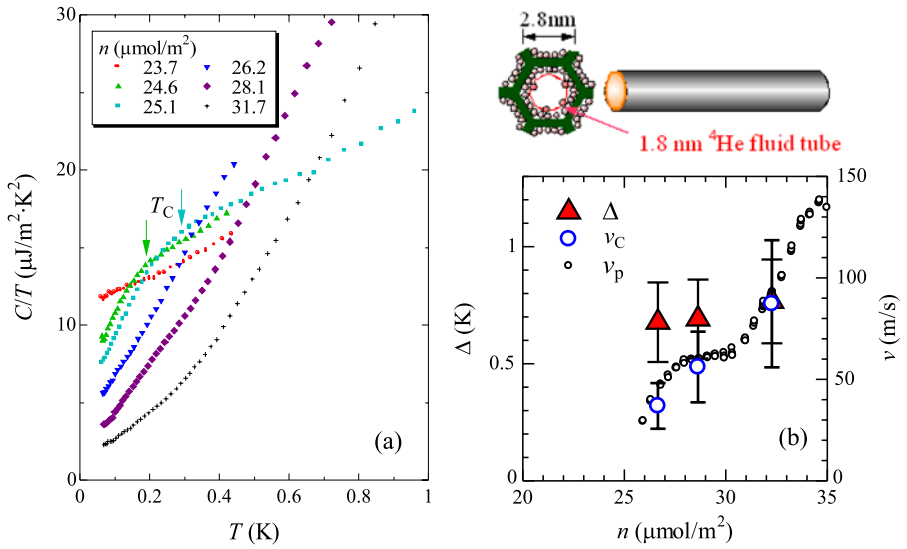 30
20
10
0
C/T (μJ/m²·K²)
n (μmol/m²)
23.7
24.6
25.1
26.2
28.1
31.7
T_C
(a)
0
0.2
0.4
0.6
0.8
1
T (K)
2.8nm
1.8 nm ⁴He fluid tube
Δ
v_C
v_p
1
0.5
0
Δ (K)
150
100
50
0
v (m/s)
(b)
20
25
30
35
n (μmol/m²)